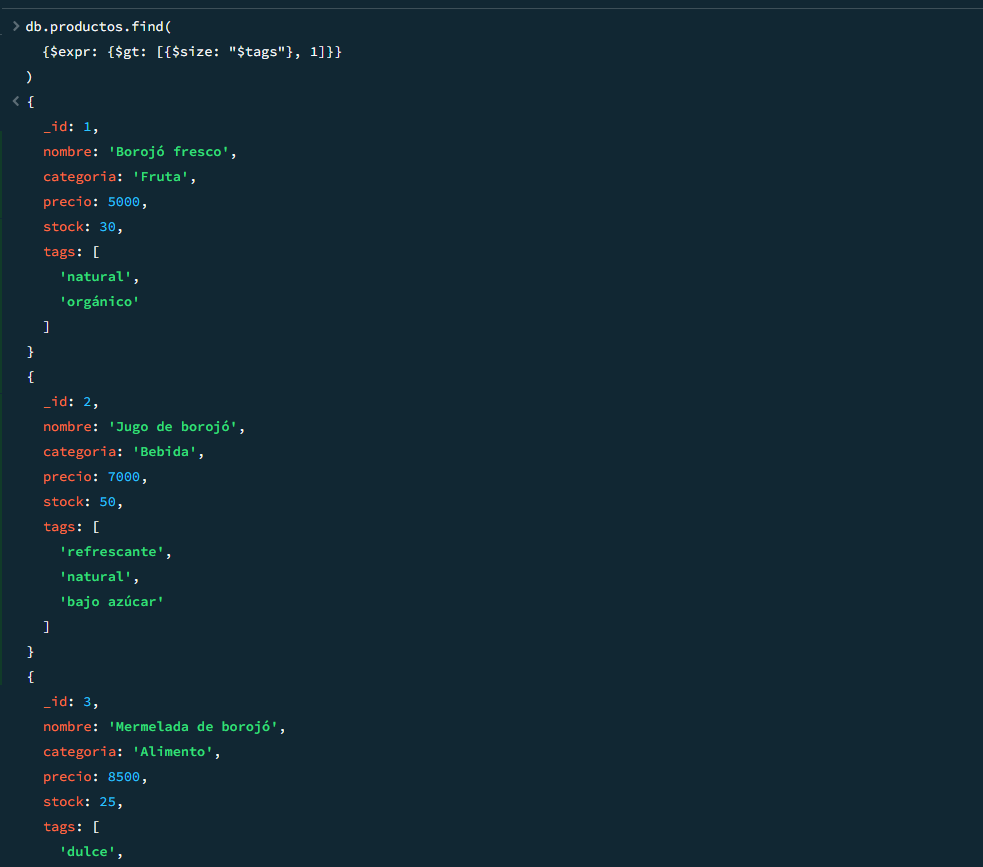 > db.productos.find(
{$expr: {$gt: [{$size: "$tags"}, 1]}}
)
< {
_id: 1,
nombre: 'Borojó fresco',
categoria: 'Fruta',
precio: 5000,
stock: 30,
tags: [
'natural',
'orgánico'
]
}
{
_id: 2,
nombre: 'Jugo de borojó',
categoria: 'Bebida',
precio: 7000,
stock: 50,
tags: [
'refrescante',
'natural',
'bajo azúcar'
]
}
{
_id: 3,
nombre: 'Mermelada de borojó',
categoria: 'Alimento',
precio: 8500,
stock: 25,
tags: [
'dulce',